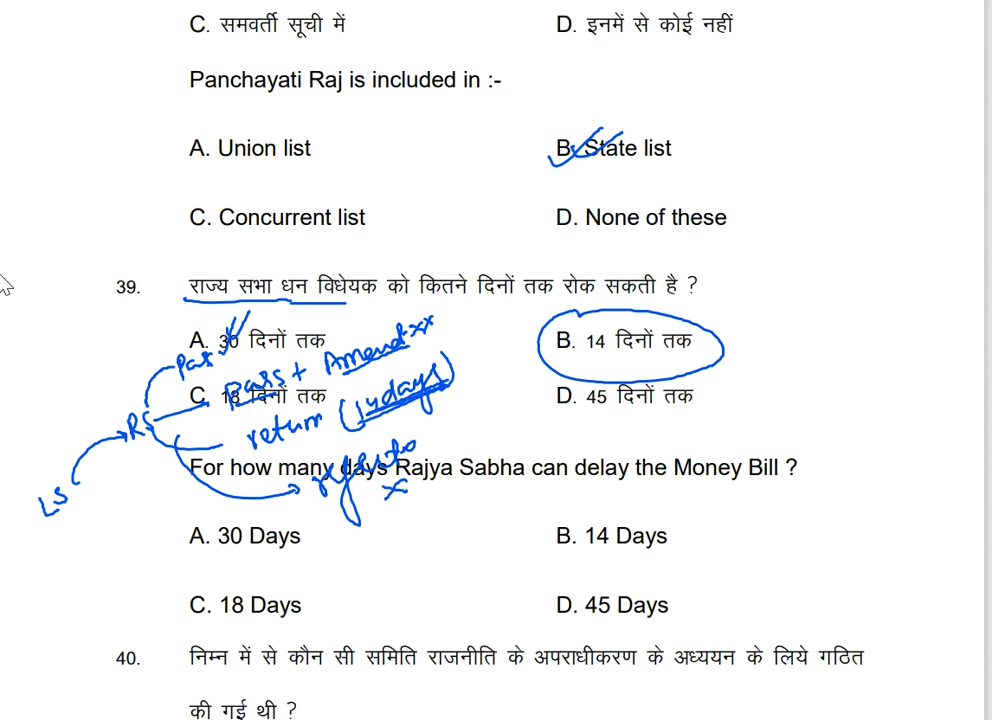 C. समवर्ती सूची में D. इनमें से कोई नहीं
Panchayati Raj is included in :-
A. Union list B. State list
C. Concurrent list D. None of these
39. राज्य सभा धन विधेयक को कितने दिनों तक रोक सकती है ?
A. 30 दिनों तक B. 14 दिनों तक
Pass + Amend xx
C. 18 दिनों तक D. 45 दिनों तक
RS return (14days)
For how many days Rajya Sabha can delay the Money Bill ?
LS x
A. 30 Days B. 14 Days
C. 18 Days D. 45 Days
40. निम्न में से कौन सी समिति राजनीति के अपराधीकरण के अध्ययन के लिये गठित
की गई थी ?